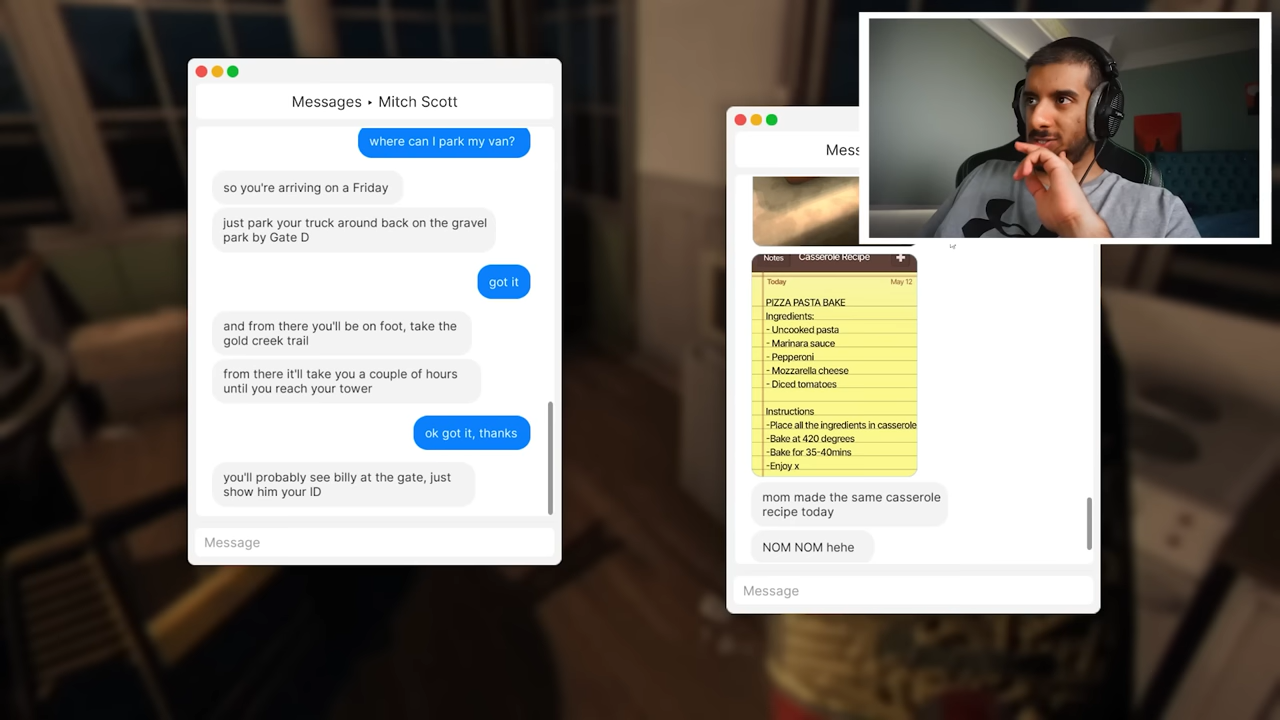 Messages ▸ Mitch Scott
where can I park my van?
so you're arriving on a Friday
just park your truck around back on the gravel
park by Gate D
got it
and from there you'll be on foot, take the
gold creek trail
from there it'll take you a couple of hours
until you reach your tower
ok got it, thanks
you'll probably see billy at the gate, just
show him your ID
Message
Mess
Notes Casserole Recipe +
Today May 12
PIZZA PASTA BAKE
Ingredients:
- Uncooked pasta
- Marinara sauce
- Pepperoni
- Mozzarella cheese
- Diced tomatoes
Instructions
-Place all the ingredients in casserole
-Bake at 420 degrees
-Bake for 35-40mins
-Enjoy x
mom made the same casserole
recipe today
NOM NOM hehe
Message